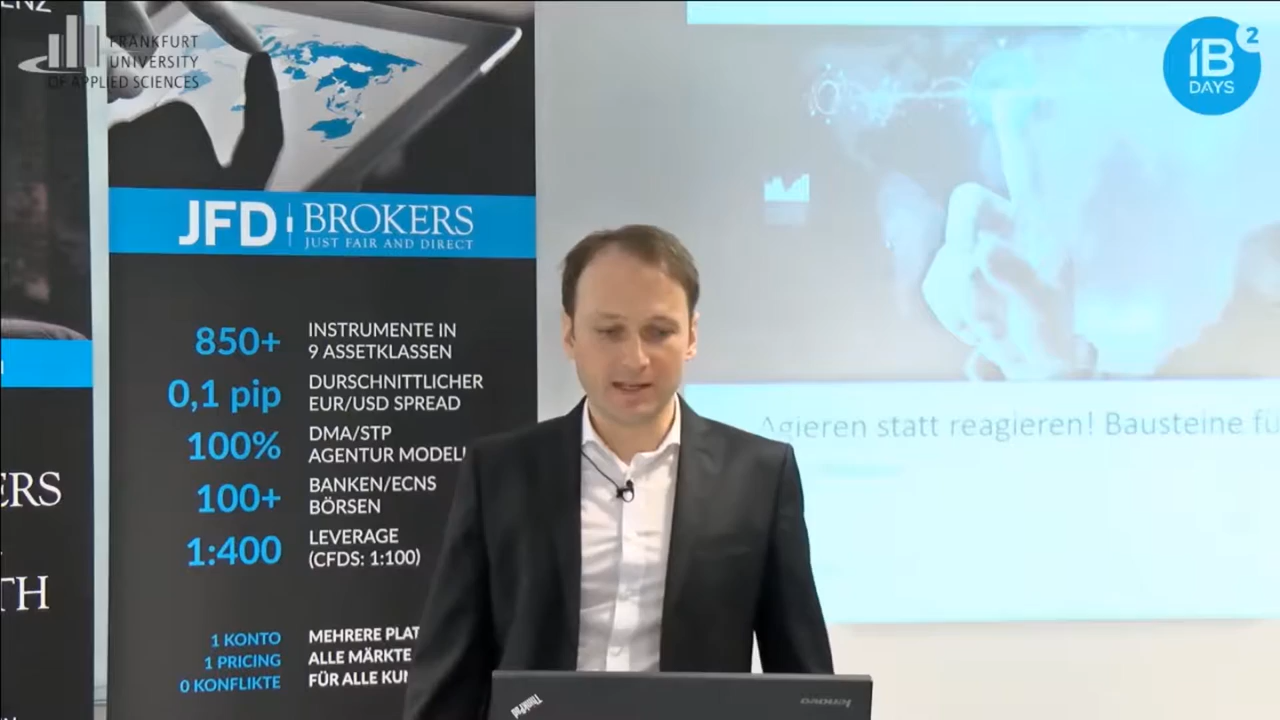 FRANKFURT
UNIVERSITY
OF APPLIED SCIENCES
IB²
DAYS
JFD BROKERS
JUST FAIR AND DIRECT
850+ INSTRUMENTE IN
9 ASSETKLASSEN
0,1 pip DURSCHNITTLICHER
EUR/USD SPREAD
100% DMA/STP
AGENTUR MODELL
100+ BANKEN/ECNS
BÖRSEN
1:400 LEVERAGE
(CFDS: 1:100)
1 KONTO MEHRERE PLAT
1 PRICING ALLE MÄRKTE
0 KONFLIKTE FÜR ALLE KUN
ERS
TH
Agieren statt reagieren! Bausteine fü
ThinkPad
lenovo